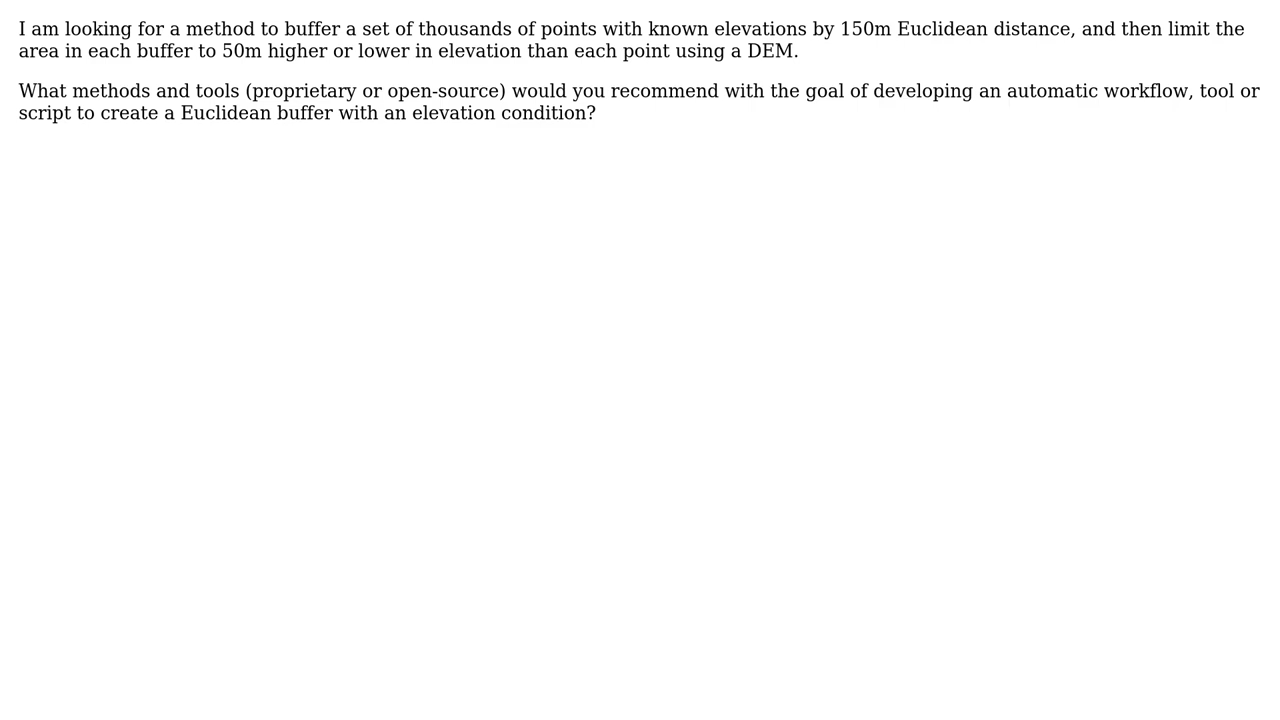 I am looking for a method to buffer a set of thousands of points with known elevations by 150m Euclidean distance, and then limit the
area in each buffer to 50m higher or lower in elevation than each point using a DEM.
What methods and tools (proprietary or open-source) would you recommend with the goal of developing an automatic workflow, tool or
script to create a Euclidean buffer with an elevation condition?